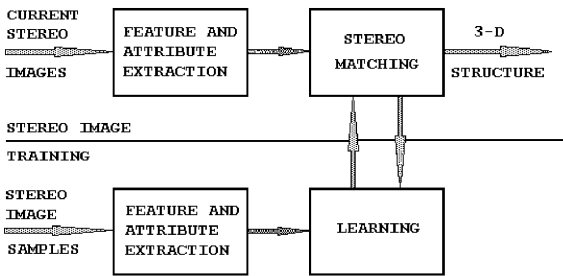 CURRENT
STEREO
IMAGES
FEATURE AND
ATTRIBUTE
EXTRACTION
STEREO
MATCHING
3-D
STRUCTURE
STEREO IMAGE
TRAINING
STEREO
IMAGE
SAMPLES
FEATURE AND
ATTRIBUTE
EXTRACTION
LEARNING